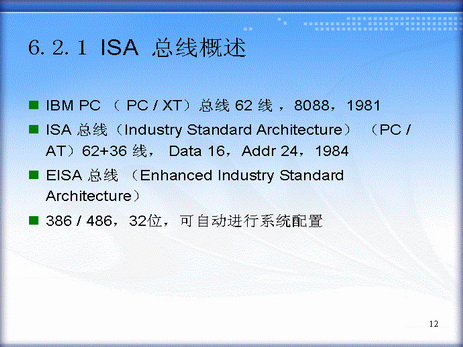 6.2.1 ISA 总线概述
IBM PC （ PC / XT）总线 62 线 ，8088，1981
ISA 总线（Industry Standard Architecture） （PC /
AT）62+36 线， Data 16，Addr 24，1984
EISA 总线 （Enhanced Industry Standard
Architecture）
386 / 486，32位，可自动进行系统配置
12